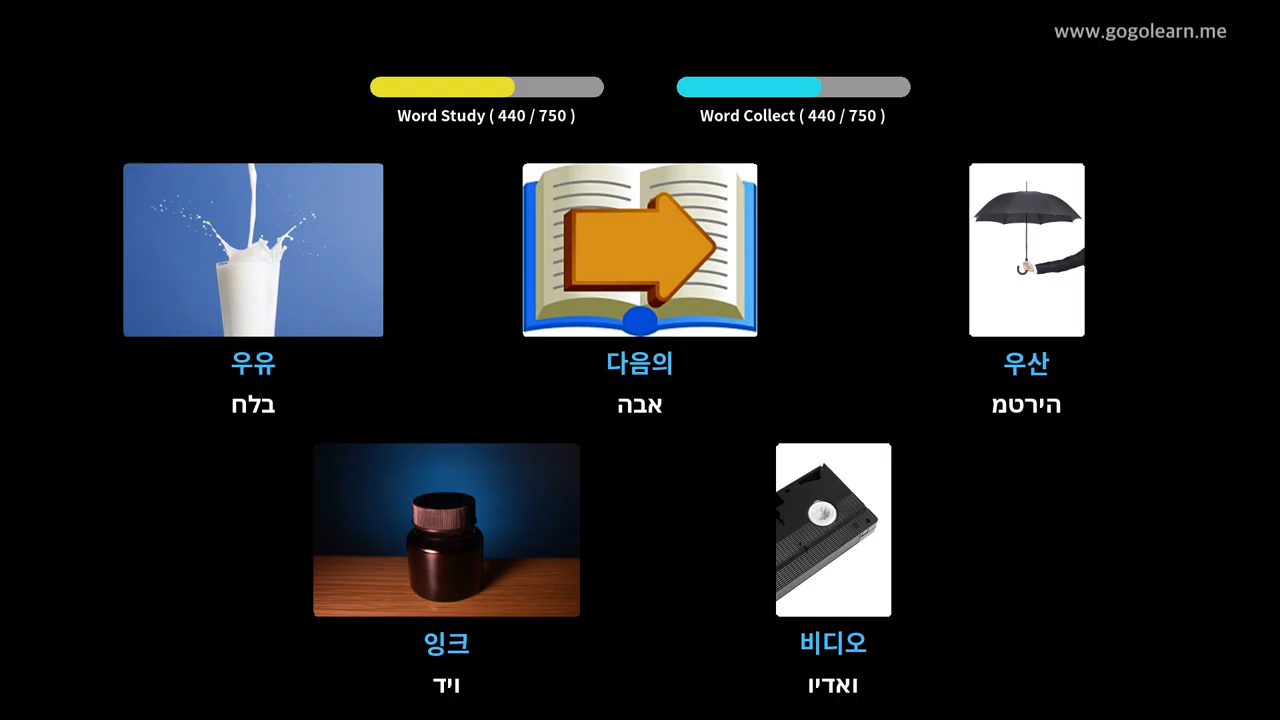 www.gogolearn.me
Word Study ( 440 / 750 )
Word Collect ( 440 / 750 )
우유
בלח
다음의
אבה
우산
הירטמ
잉크
ויד
비디오
ואדיו